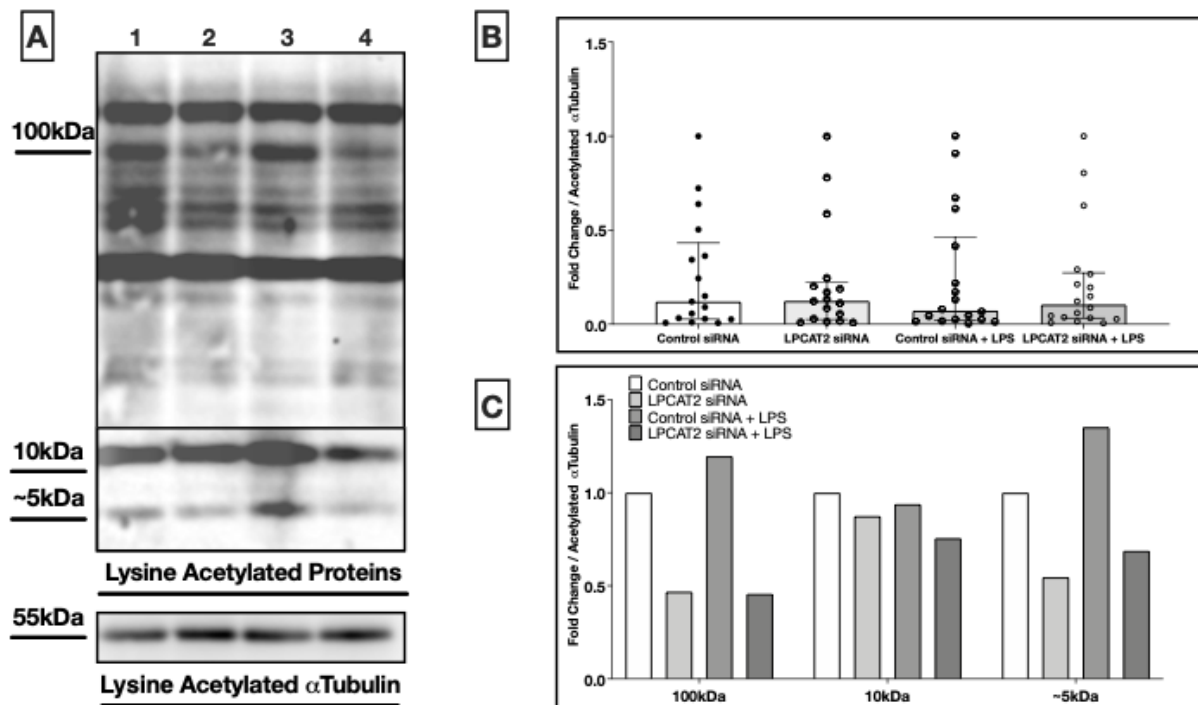 A
1 2 3 4
100kDa
10kDa
~5kDa
Lysine Acetylated Proteins
55kDa
Lysine Acetylated αTubulin
B
Fold Change / Acetylated αTubulin
1.5
1.0
0.5
0.0
Control siRNA LPCAT2 siRNA Control siRNA + LPS LPCAT2 siRNA + LPS
C
Control siRNA
LPCAT2 siRNA
Control siRNA + LPS
LPCAT2 siRNA + LPS
Fold Change / Acetylated αTubulin
1.5
1.0
0.5
0.0
100kDa 10kDa ~5kDa